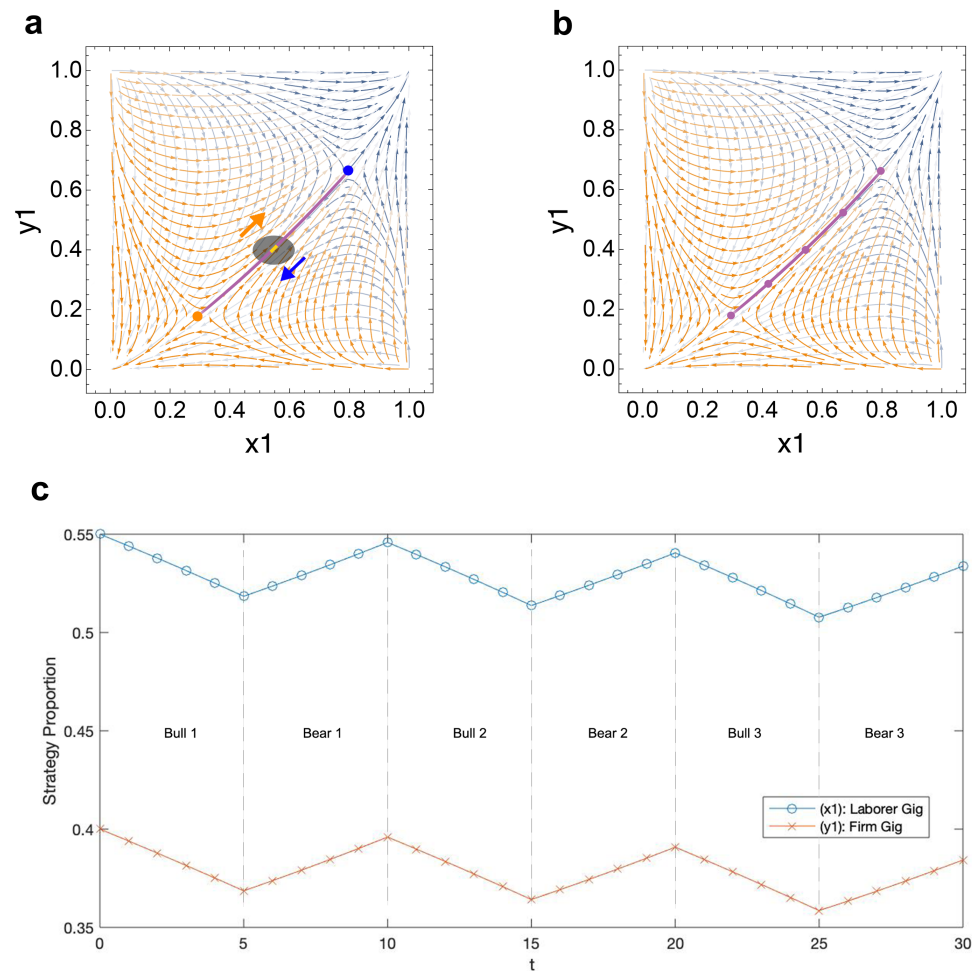 a
1.0
0.8
0.6
0.4
0.2
0.0
y1
0.0 0.2 0.4 0.6 0.8 1.0
x1
b
1.0
0.8
0.6
0.4
0.2
0.0
y1
0.0 0.2 0.4 0.6 0.8 1.0
x1
c
0.55
0.5
0.45
0.4
0.35
Strategy Proportion
Bull 1 Bear 1 Bull 2 Bear 2 Bull 3 Bear 3
(x1): Laborer Gig
(y1): Firm Gig
0 5 10 15 20 25 30
t